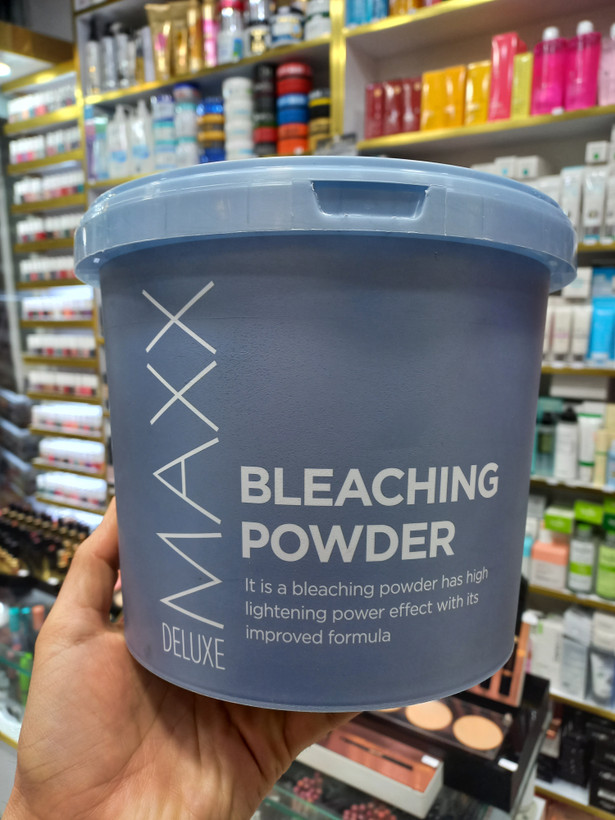 MAXX
DELUXE
BLEACHING
POWDER
It is a bleaching powder has high
lightening power effect with its
improved formula